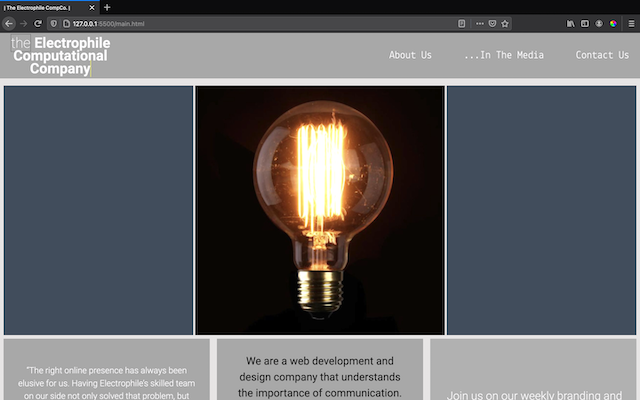 | The Electrophile CompCo. |
127.0.0.1:5500/main.html
the Electrophile
Computational
Company
About Us
...In The Media
Contact Us
"The right online presence has always been
elusive for us. Having Electrophile's skilled team
on our side not only solved that problem, but
We are a web development and
design company that understands
the importance of communication.
Join us on our weekly branding and